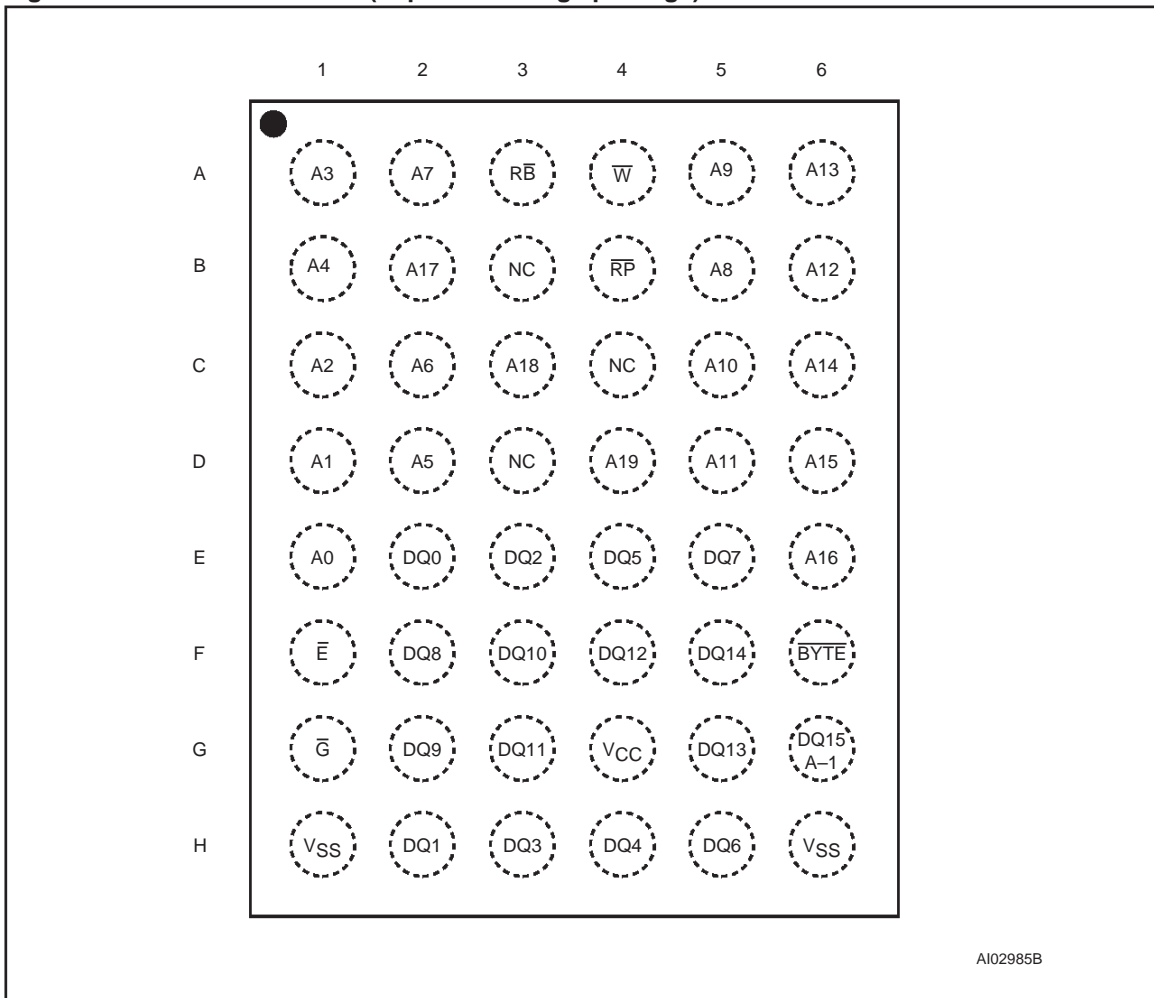 1 2 3 4 5 6
A A3 A7 RB̅ W̅ A9 A13
B A4 A17 NC R̅P̅ A8 A12
C A2 A6 A18 NC A10 A14
D A1 A5 NC A19 A11 A15
E A0 DQ0 DQ2 DQ5 DQ7 A16
F E̅ DQ8 DQ10 DQ12 DQ14 B̅Y̅T̅E̅
G G̅ DQ9 DQ11 VCC DQ13 DQ15
A–1
H VSS DQ1 DQ3 DQ4 DQ6 VSS
AI02985B